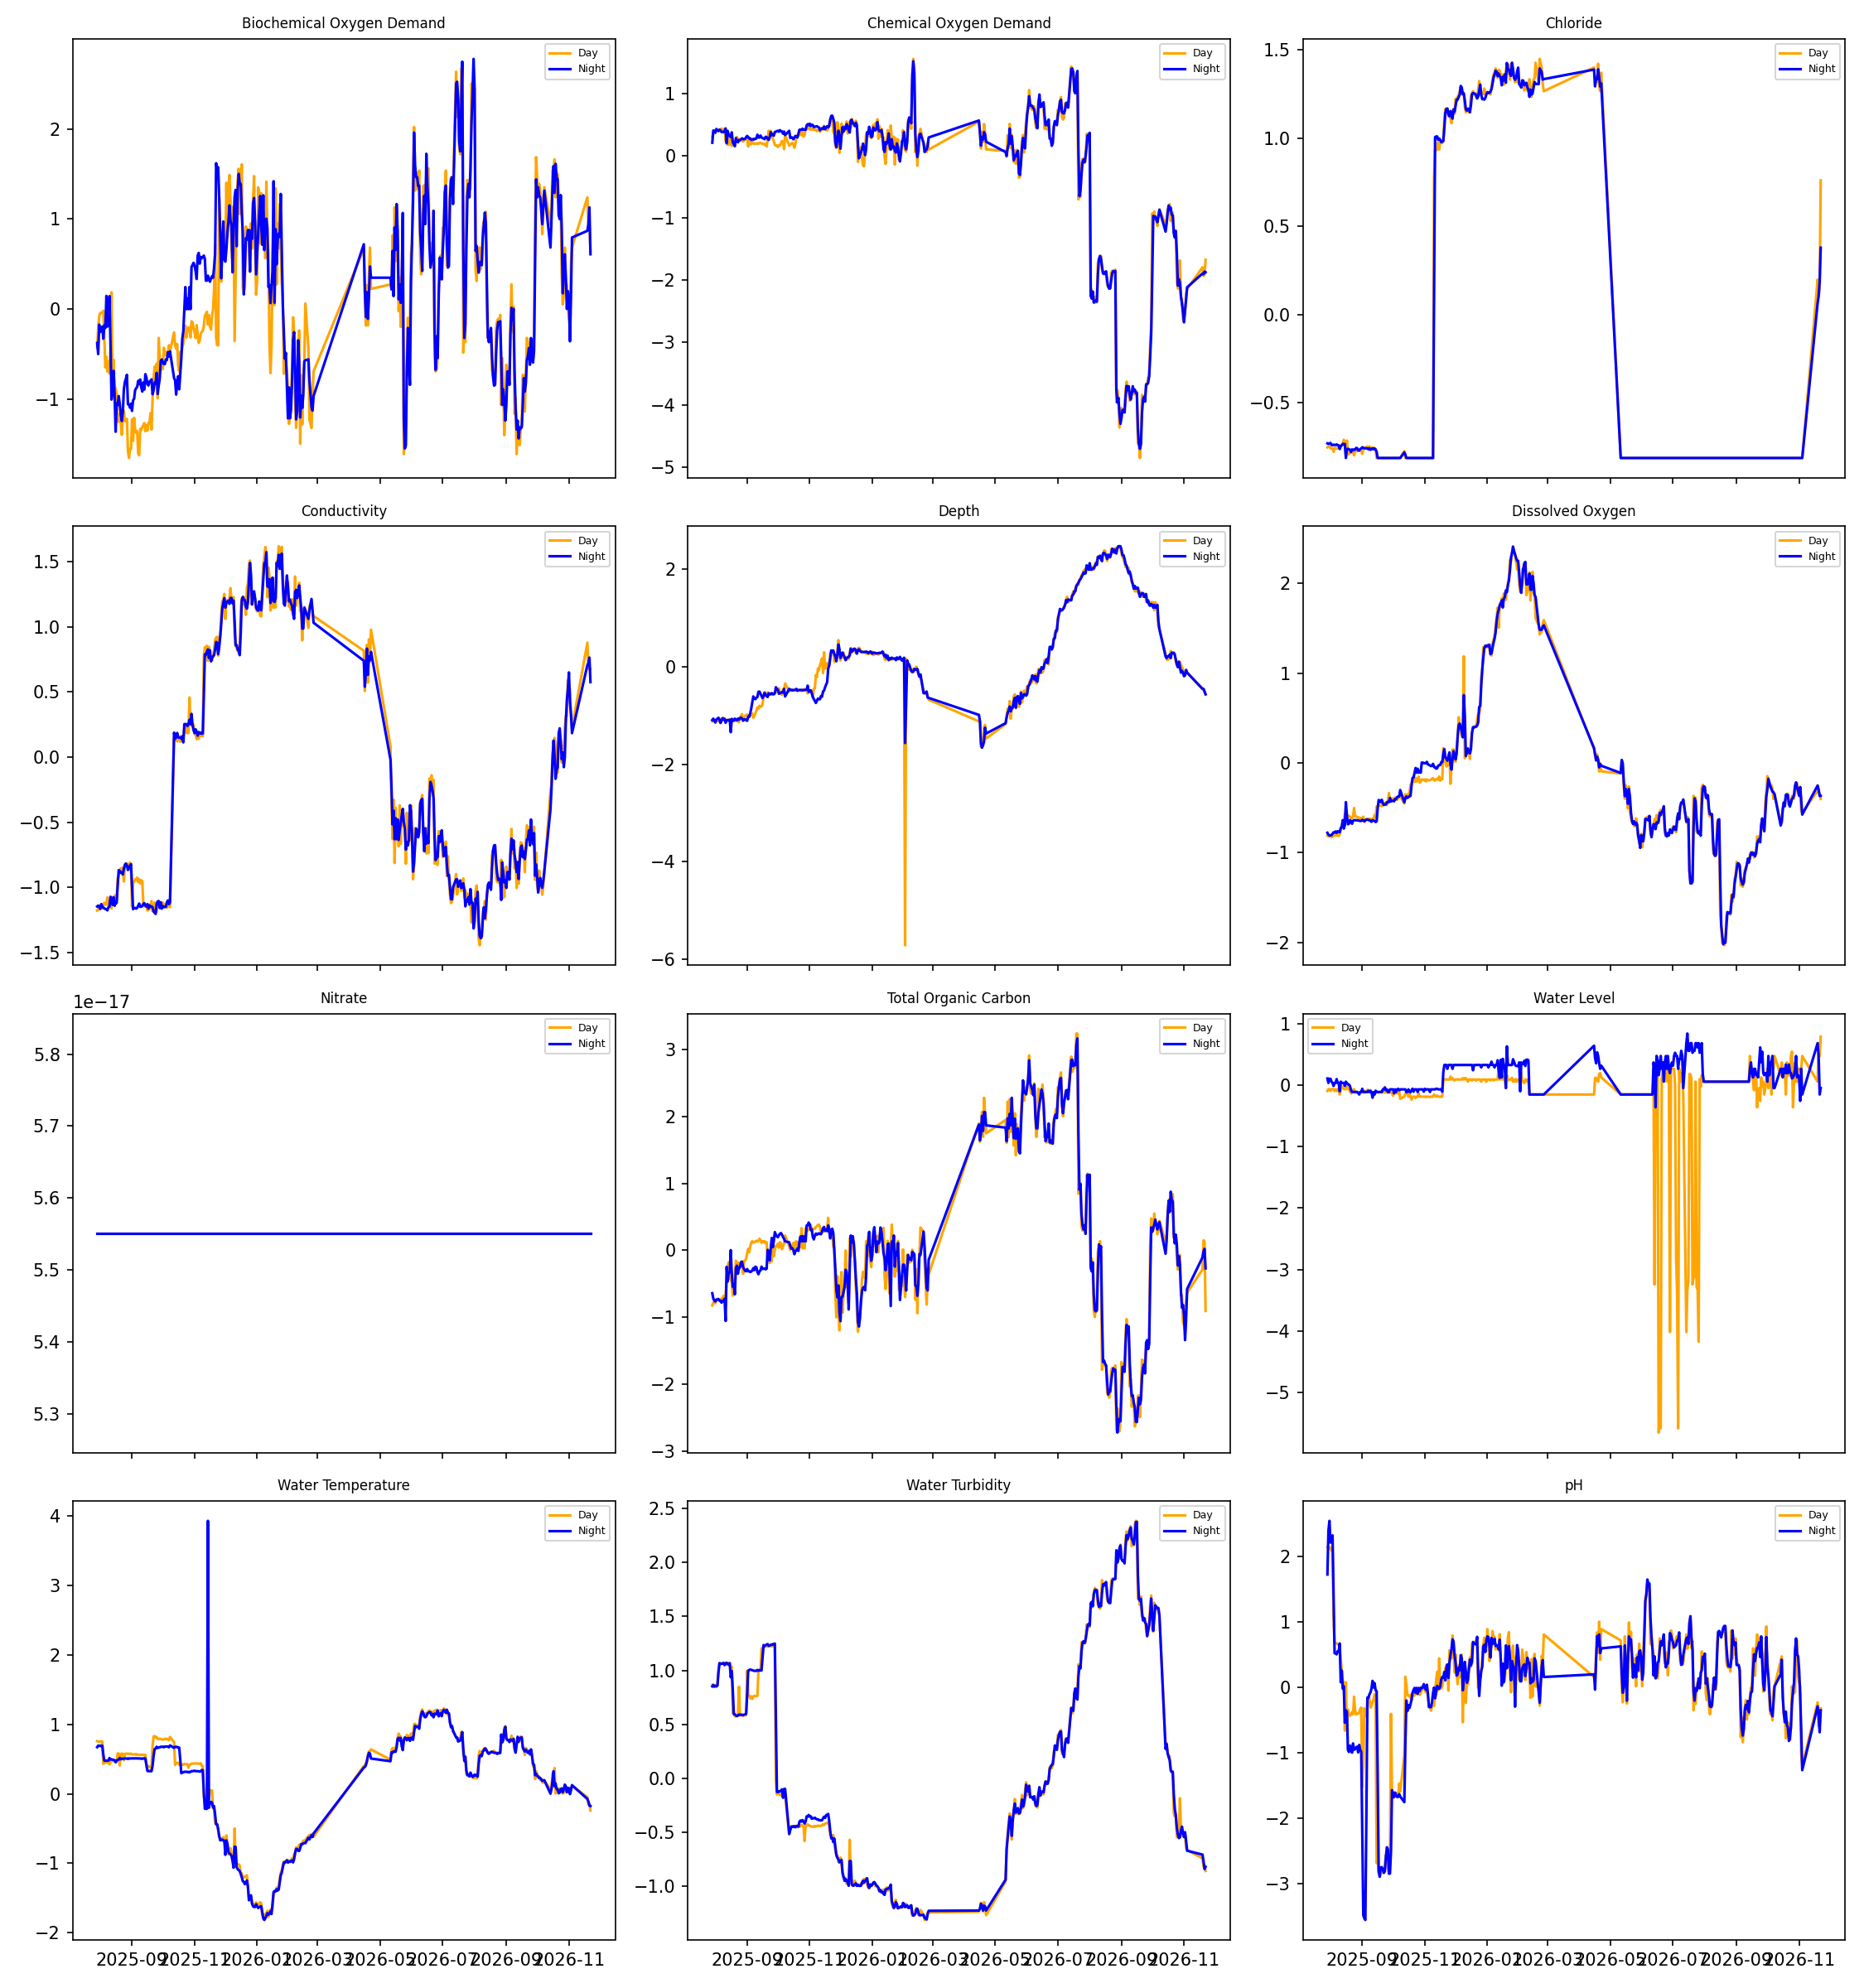 Biochemical Oxygen Demand
Day
Night
2
1
0
−1
Chemical Oxygen Demand
Day
Night
1
0
−1
−2
−3
−4
−5
Chloride
Day
Night
1.5
1.0
0.5
0.0
−0.5
Conductivity
Day
Night
1.5
1.0
0.5
0.0
−0.5
−1.0
−1.5
Depth
Day
Night
2
0
−2
−4
−6
Dissolved Oxygen
Day
Night
2
1
0
−1
−2
Nitrate
1e−17
Day
Night
5.8
5.7
5.6
5.5
5.4
5.3
Total Organic Carbon
Day
Night
3
2
1
0
−1
−2
−3
Water Level
Day
Night
1
0
−1
−2
−3
−4
−5
Water Temperature
Day
Night
4
3
2
1
0
−1
−2
2025-09 2025-11 2026-01 2026-03 2026-05 2026-07 2026-09 2026-11
Water Turbidity
Day
Night
2.5
2.0
1.5
1.0
0.5
0.0
−0.5
−1.0
2025-09 2025-11 2026-01 2026-03 2026-05 2026-07 2026-09 2026-11
pH
Day
Night
2
1
0
−1
−2
−3
2025-09 2025-11 2026-01 2026-03 2026-05 2026-07 2026-09 2026-11